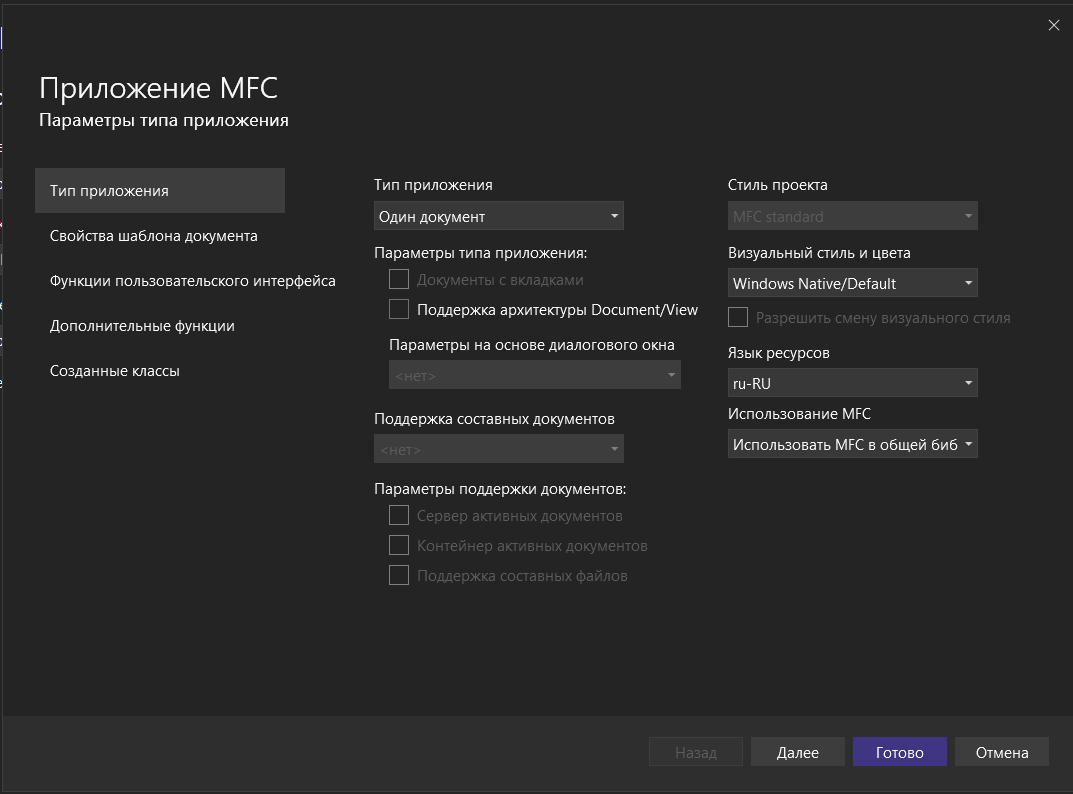 Приложение MFC
Параметры типа приложения
Тип приложения
Свойства шаблона документа
Функции пользовательского интерфейса
Дополнительные функции
Созданные классы
Тип приложения
Один документ
Параметры типа приложения:
Документы с вкладками
Поддержка архитектуры Document/View
Параметры на основе диалогового окна
<нет>
Поддержка составных документов
<нет>
Параметры поддержки документов:
Сервер активных документов
Контейнер активных документов
Поддержка составных файлов
Стиль проекта
MFC standard
Визуальный стиль и цвета
Windows Native/Default
Разрешить смену визуального стиля
Язык ресурсов
ru-RU
Использование MFC
Использовать MFC в общей биб
Назад
Далее
Готово
Отмена